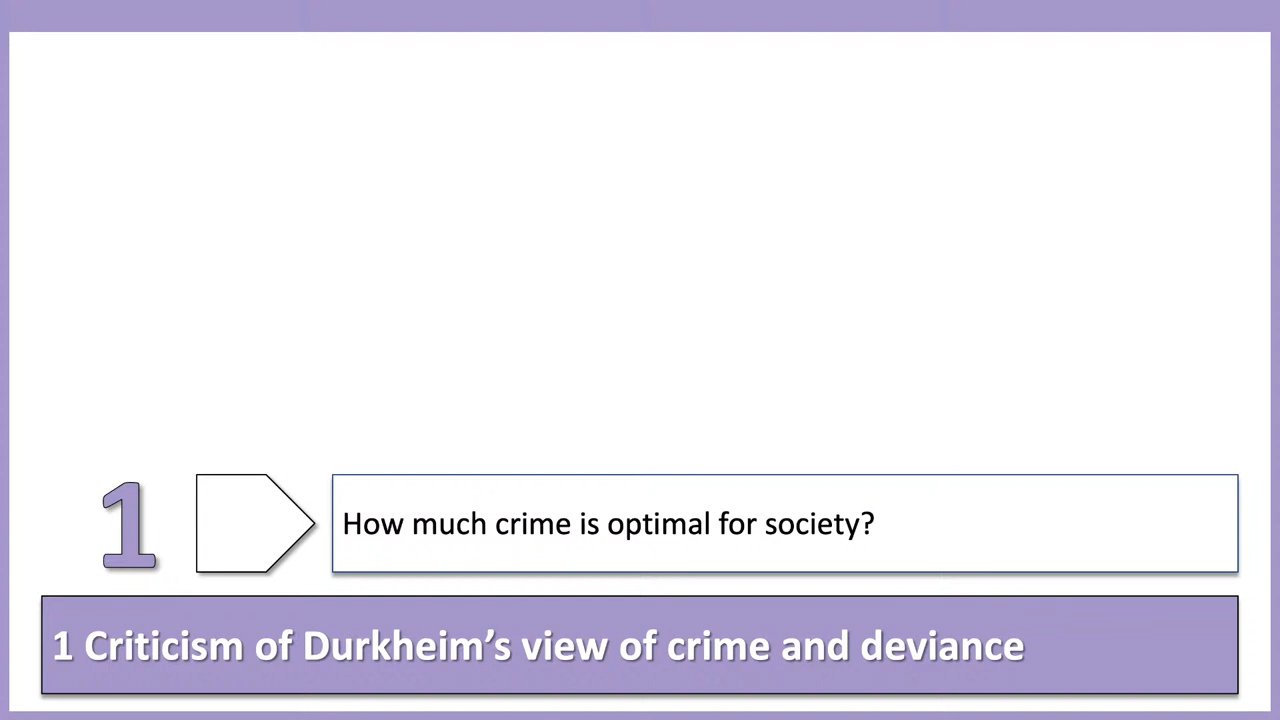 1
How much crime is optimal for society?
1 Criticism of Durkheim’s view of crime and deviance